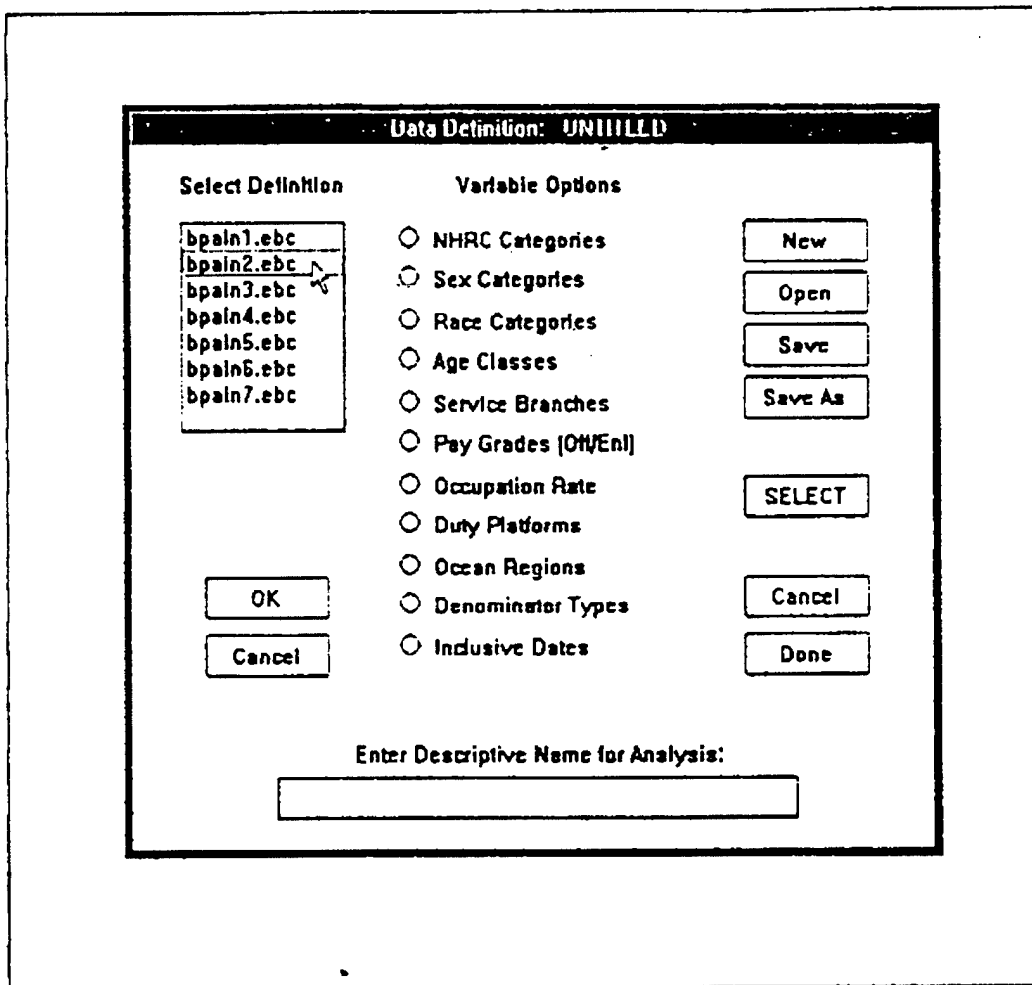 Data Definition: UNTITLED
Select Definition
Variable Options
bpain1.ebc
bpain2.ebc
bpain3.ebc
bpain4.ebc
bpain5.ebc
bpain6.ebc
bpain7.ebc
OK
Cancel
NHRC Categories
Sex Categories
Race Categories
Age Classes
Service Branches
Pay Grades (Off/Enl)
Occupation Rate
Duty Platforms
Ocean Regions
Denominator Types
Inclusive Dates
New
Open
Save
Save As
SELECT
Cancel
Done
Enter Descriptive Name for Analysis: